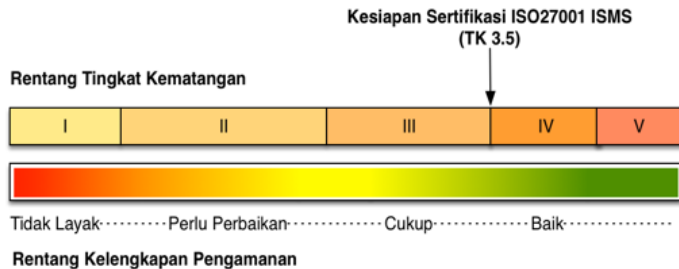 Kesiapan Sertifikasi ISO27001 ISMS
(TK 3.5)
Rentang Tingkat Kematangan
I II III IV V
Tidak Layak Perlu Perbaikan Cukup Baik
Rentang Kelengkapan Pengamanan